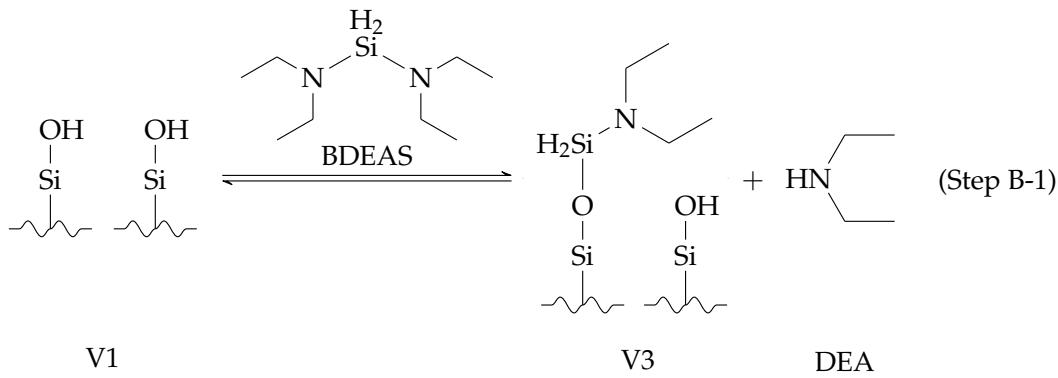 H2
Si
N N
OH OH
BDEAS
Si Si
N
H2Si
O OH
Si Si
+
HN
(Step B-1)
V1
V3
DEA